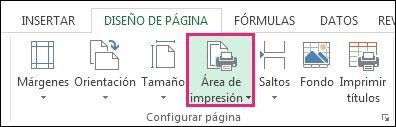 INSERTAR DISEÑO DE PÁGINA FÓRMULAS DATOS
Márgenes Orientación Tamaño Área de impresión Saltos Fondo Imprimir títulos
Configurar página